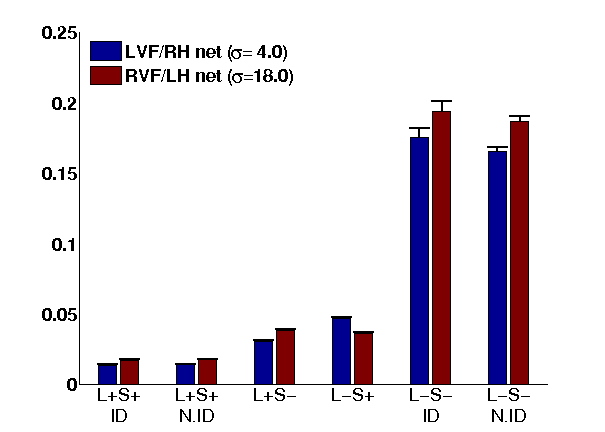 0.25
LVF/RH net (σ= 4.0)
RVF/LH net (σ=18.0)
0.2
0.15
0.1
0.05
0
L+S+ L+S+ L+S− L−S+ L−S− L−S−
ID N.ID ID N.ID